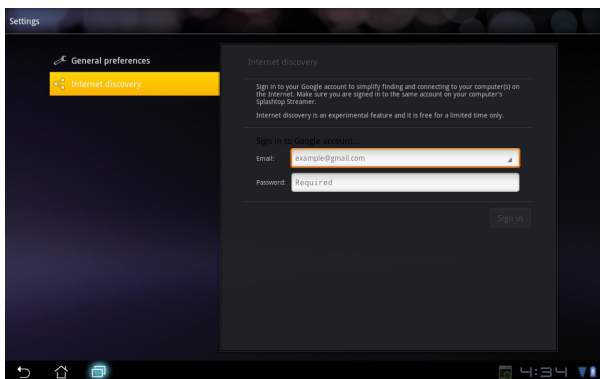 Settings
General preferences
Internet discovery
Internet discovery
Sign in to your Google account to simplify finding and connecting to your computer(s) on
the Internet. Make sure you are signed in to the same account on your computer's
Splashtop Streamer.
Internet discovery is an experimental feature and it is free for a limited time only.
Sign in to Google account...
Email: example@gmail.com
Password: Required
Sign in
4:34